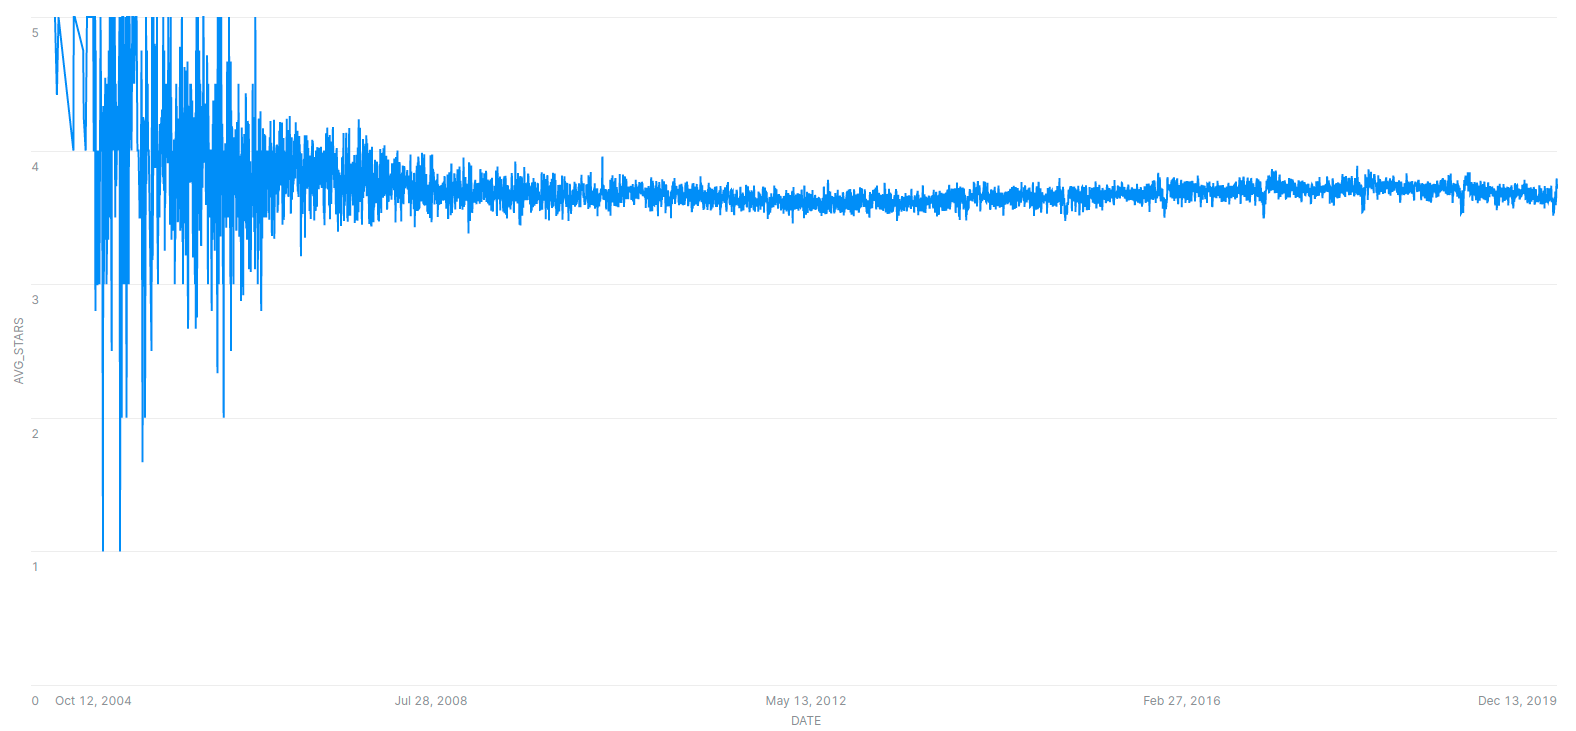 5
4
3
2
1
0
AVG_STARS
Oct 12, 2004
Jul 28, 2008
May 13, 2012
Feb 27, 2016
Dec 13, 2019
DATE